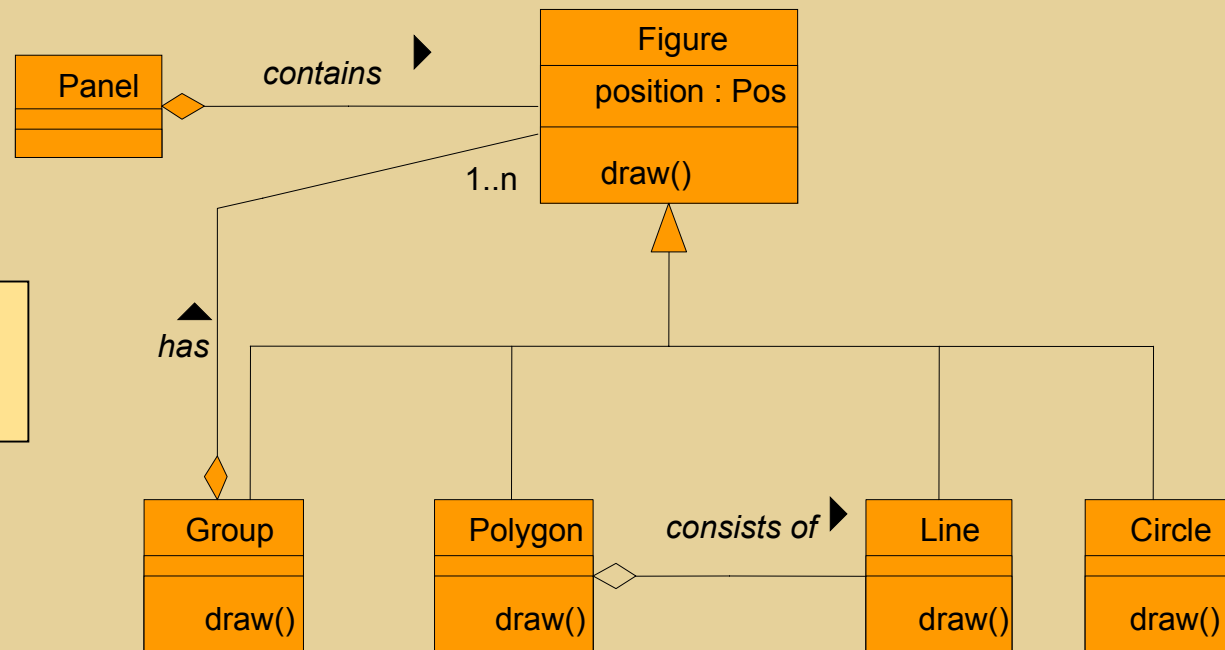 Figure
Panel
contains
position : Pos
1..n
draw()
has
Group
Polygon
consists of
Line
Circle
draw()
draw()
draw()
draw()